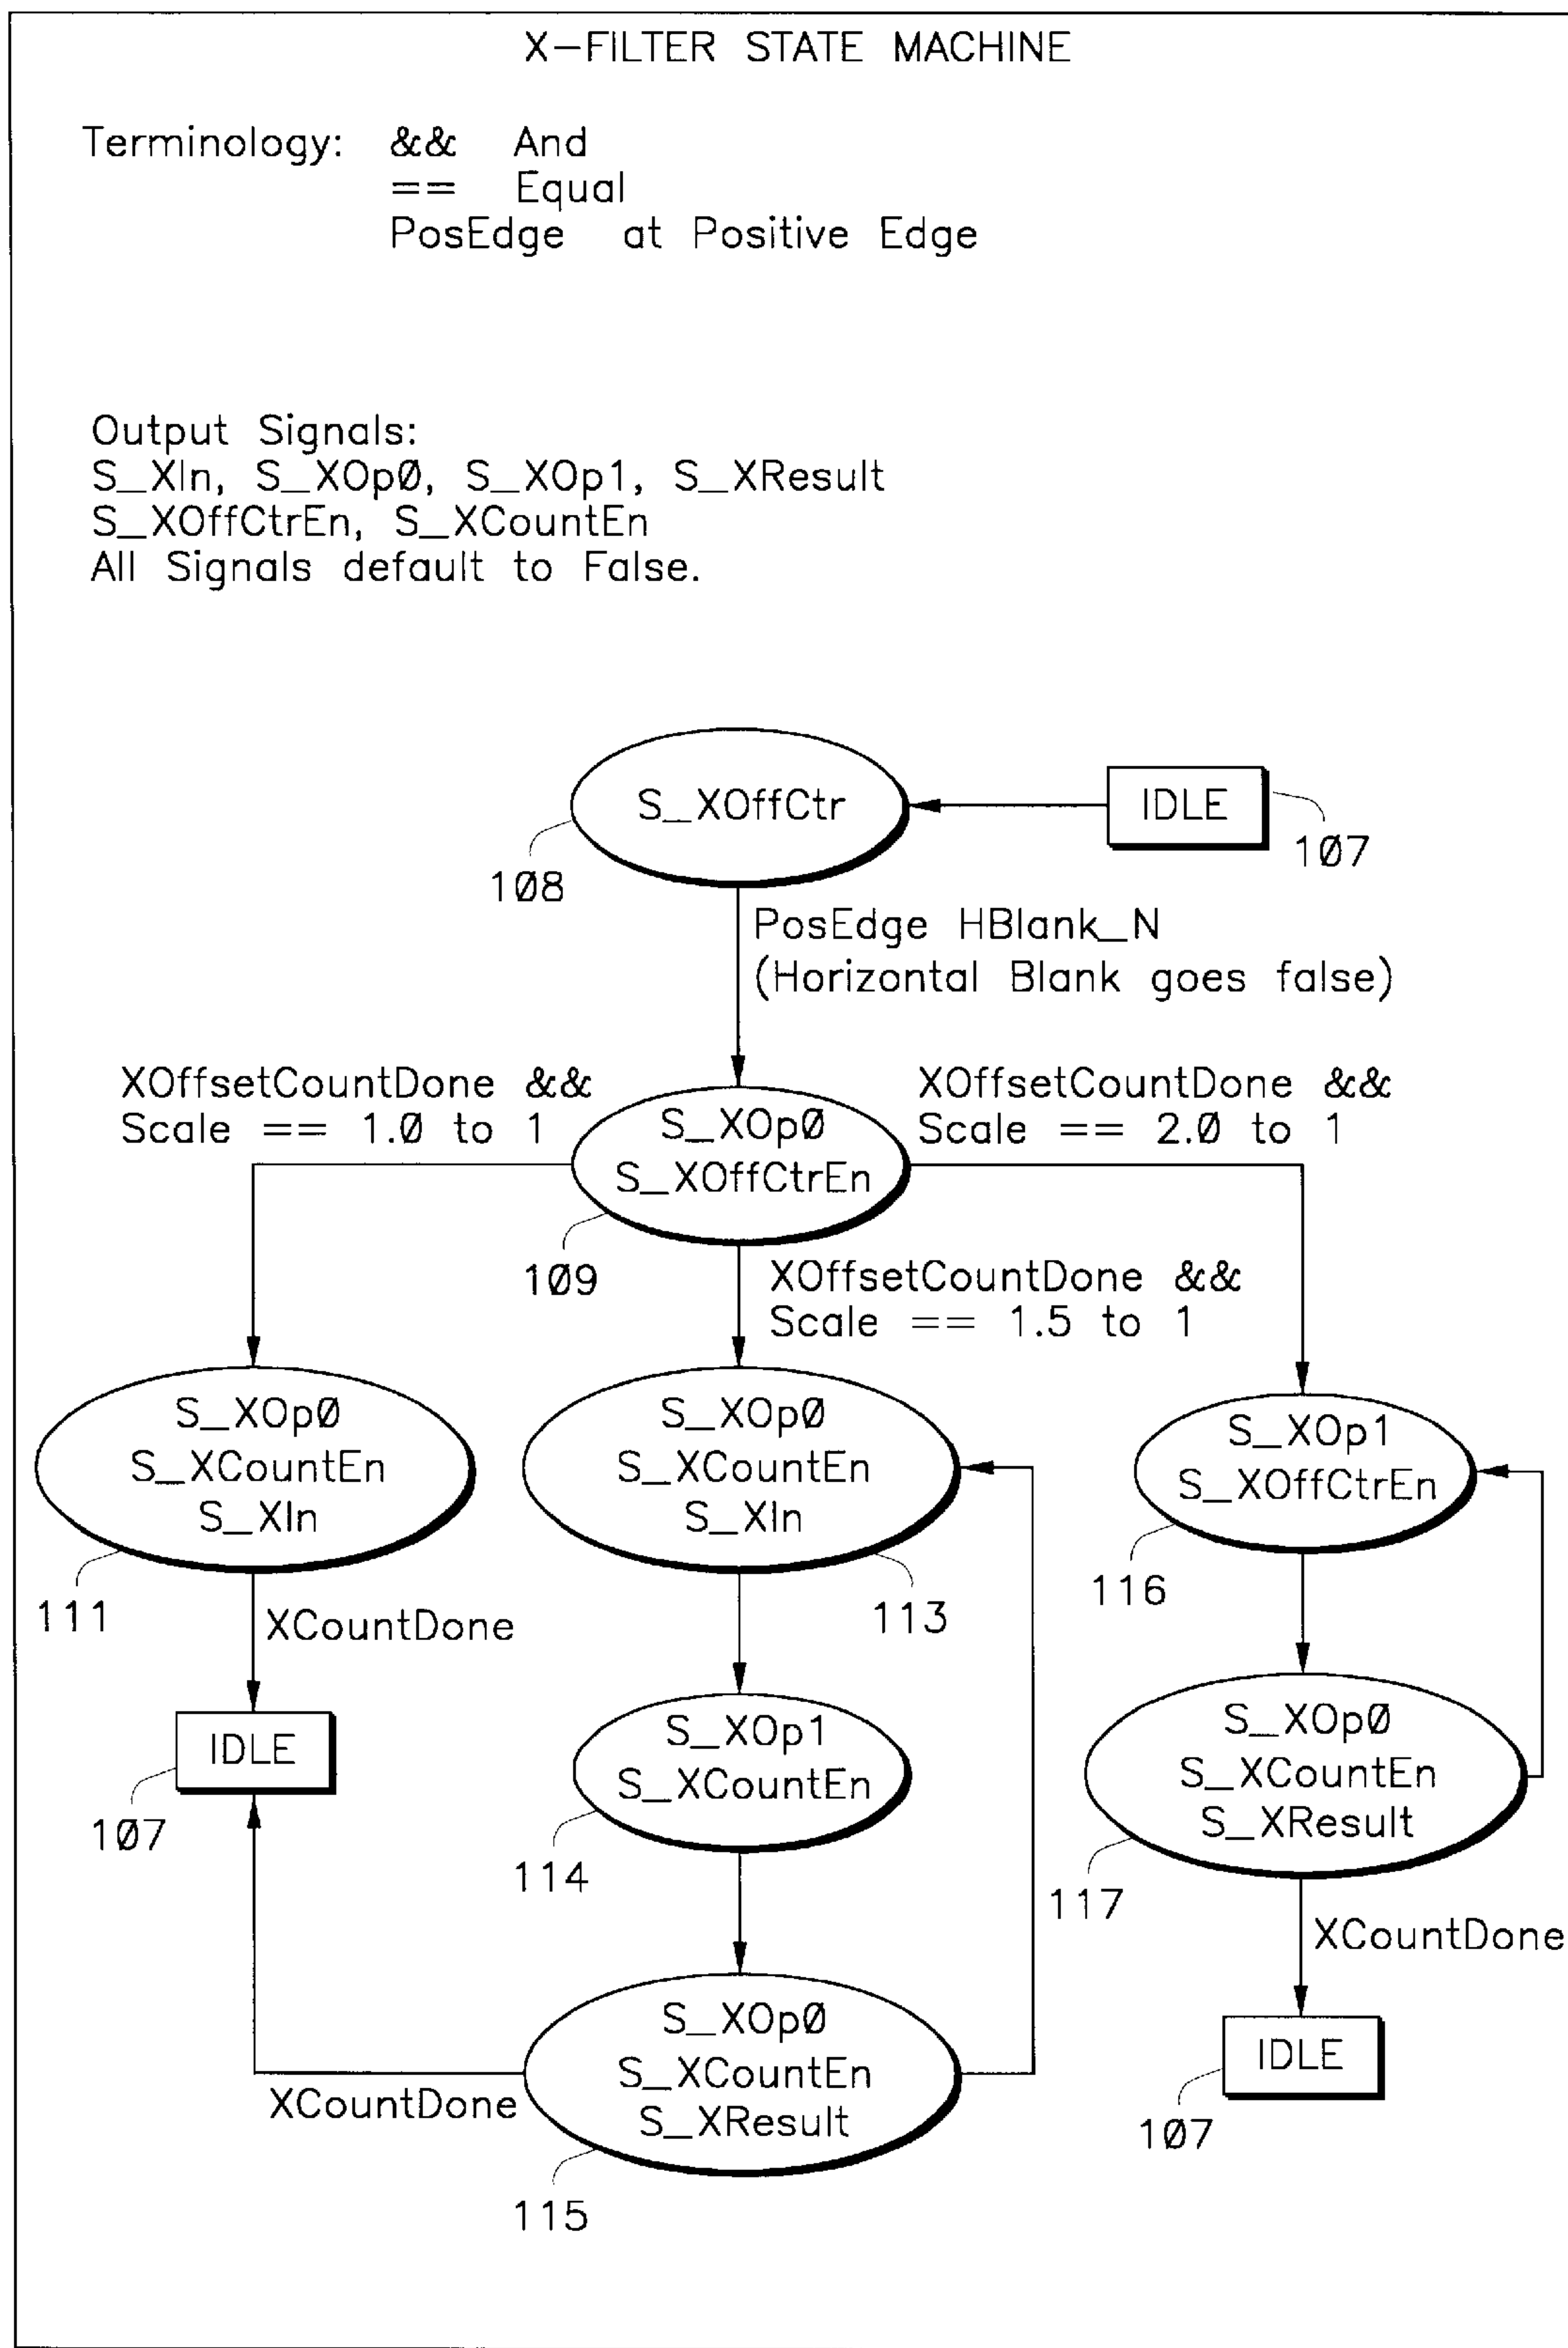 X-FILTER STATE MACHINE
Terminology: && And
== Equal
PosEdge at Positive Edge
Output Signals:
S_XIn, S_XOp0, S_XOp1, S_XResult
S_XOffCtrEn, S_XCountEn
All Signals default to False.
S_XOffCtr
IDLE
108
107
PosEdge HBlank_N
(Horizontal Blank goes false)
XOffsetCountDone &&
Scale == 1.0 to 1
S_XOp0
S_XOffCtrEn
XOffsetCountDone &&
Scale == 2.0 to 1
109
XOffsetCountDone &&
Scale == 1.5 to 1
S_XOp0
S_XCountEn
S_XIn
111
S_XOp0
S_XCountEn
S_XIn
113
S_XOp1
S_XOffCtrEn
116
XCountDone
IDLE
107
S_XOp1
S_XCountEn
114
S_XOp0
S_XCountEn
S_XResult
117
XCountDone
IDLE
107
XCountDone
S_XOp0
S_XCountEn
S_XResult
115